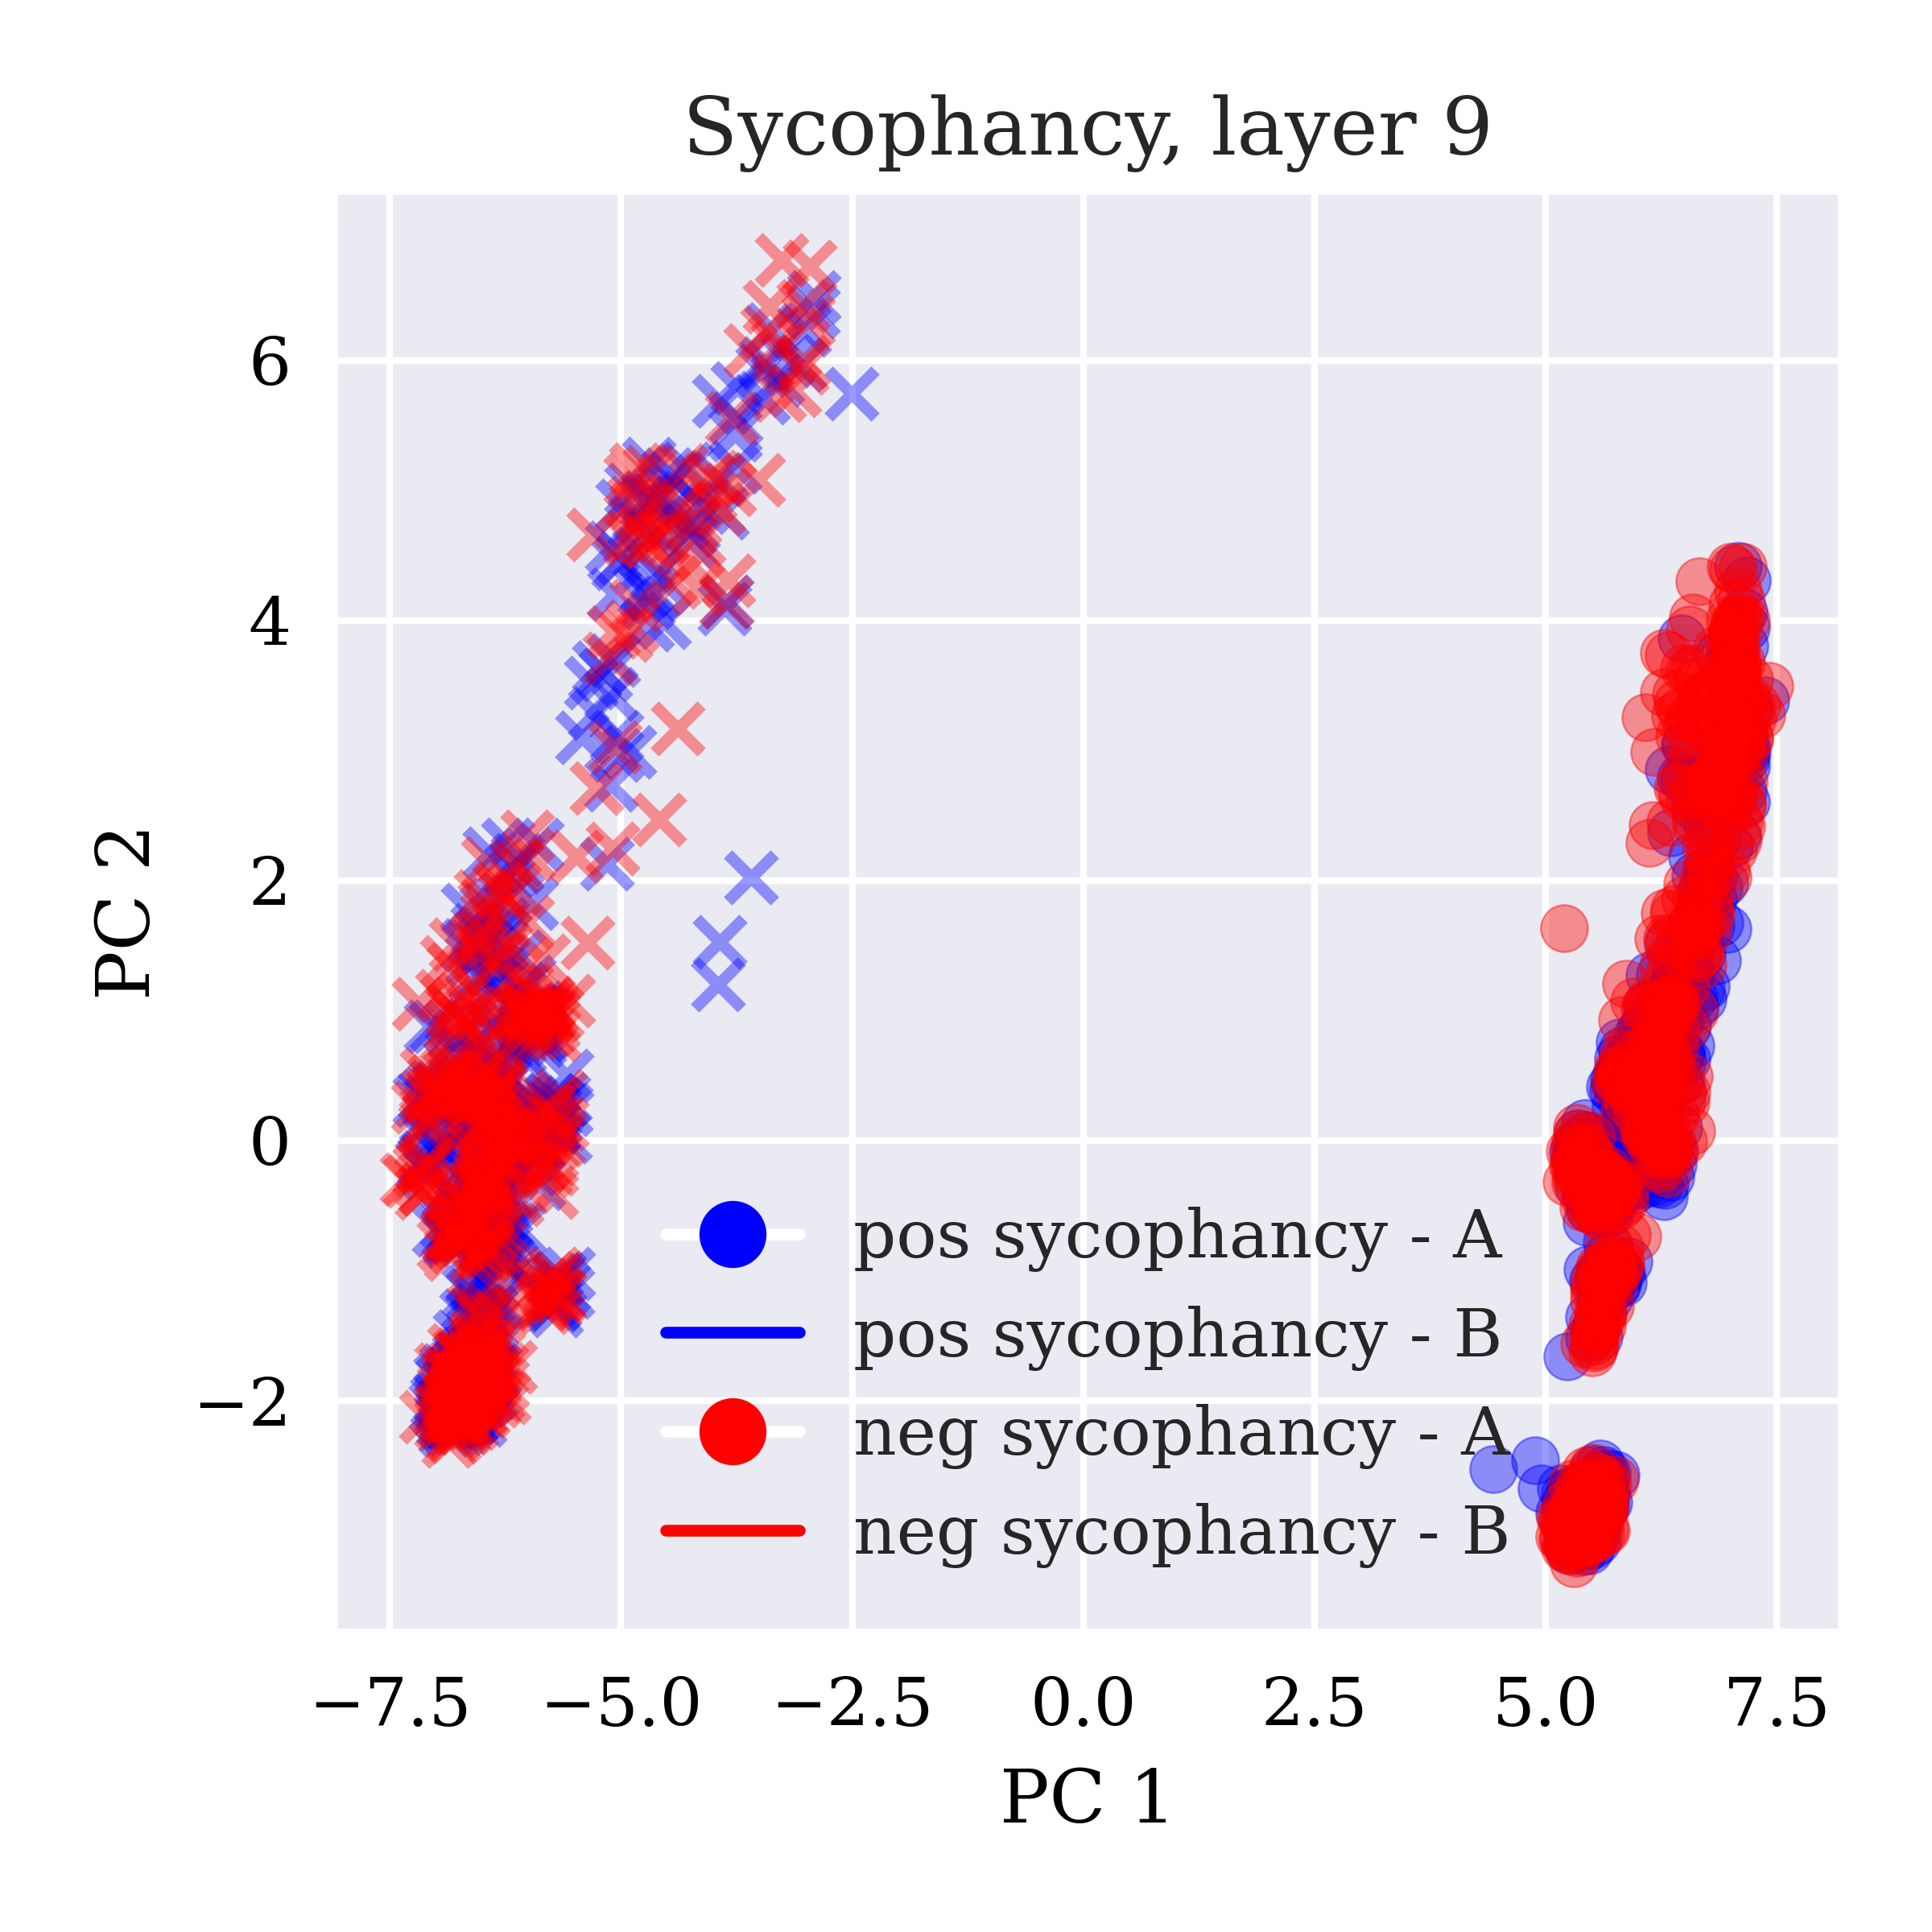 Sycophancy, layer 9
PC 2
6
4
2
0
−2
pos sycophancy - A
pos sycophancy - B
neg sycophancy - A
neg sycophancy - B
−7.5 −5.0 −2.5 0.0 2.5 5.0 7.5
PC 1